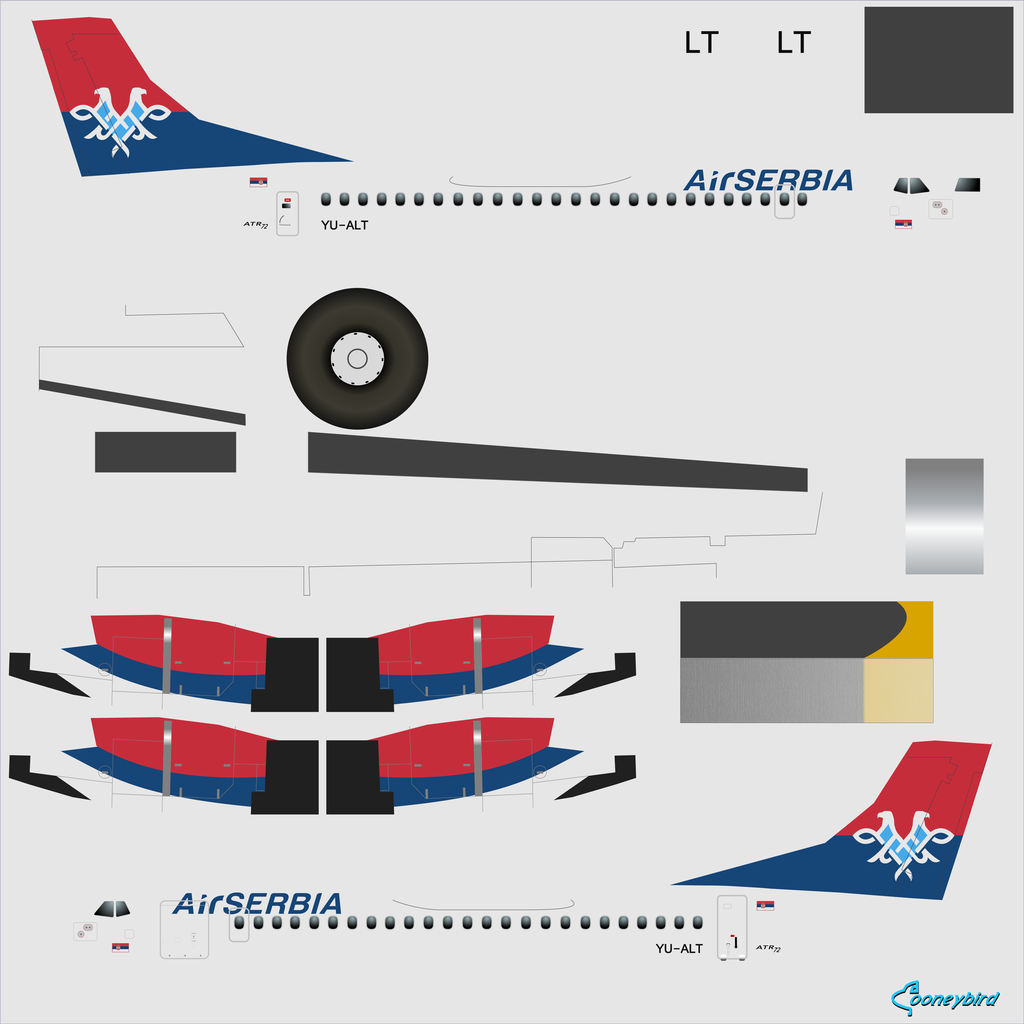 LT LT
AirSERBIA
ATR72
YU-ALT
AirSERBIA
YU-ALT
ATR72
Gooneybird